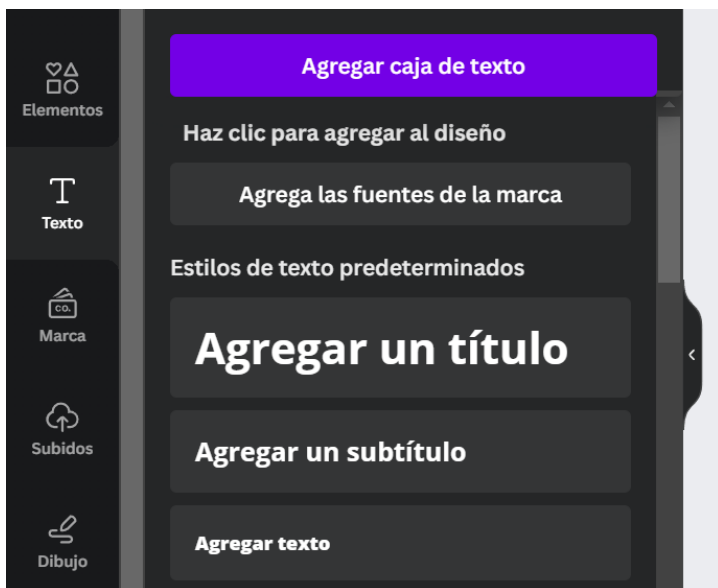 Elementos
Texto
CO.
Marca
Subidos
Dibujo
Agregar caja de texto
Haz clic para agregar al diseño
Agrega las fuentes de la marca
Estilos de texto predeterminados
Agregar un título
Agregar un subtítulo
Agregar texto